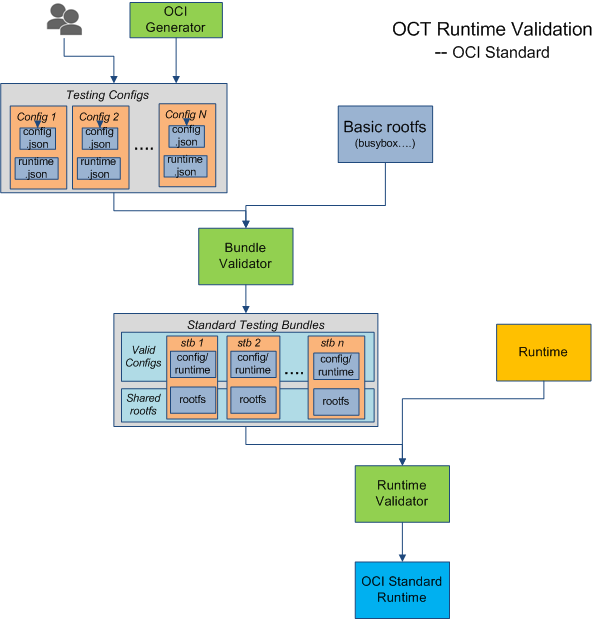 OCI
Generator
OCT Runtime Validation
-- OCI Standard
Testing Configs
Config 1
config
.json
runtime
.json
Config 2
config
.json
runtime
.json
....
Config N
config
.json
runtime
.json
Basic rootfs
(busybox....)
Bundle
Validator
Standard Testing Bundles
Valid
Configs
Shared
rootfs
stb 1
config/
runtime
rootfs
stb 2
config/
runtime
rootfs
....
stb n
config/
runtime
rootfs
Runtime
Runtime
Validator
OCI Standard
Runtime